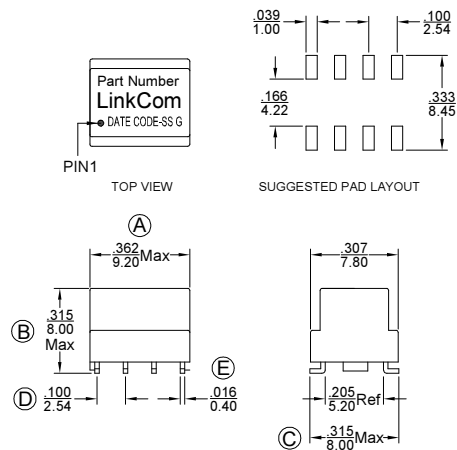 .039
1.00
.100
2.54
Part Number
LinkCom
DATE CODE-SS G
.166
4.22
.333
8.45
PIN1
TOP VIEW
SUGGESTED PAD LAYOUT
A
.362
9.20 Max
.307
7.80
B
.315
8.00
Max
E
D
.100
2.54
.016
0.40
.205
5.20 Ref
C
.315
8.00 Max